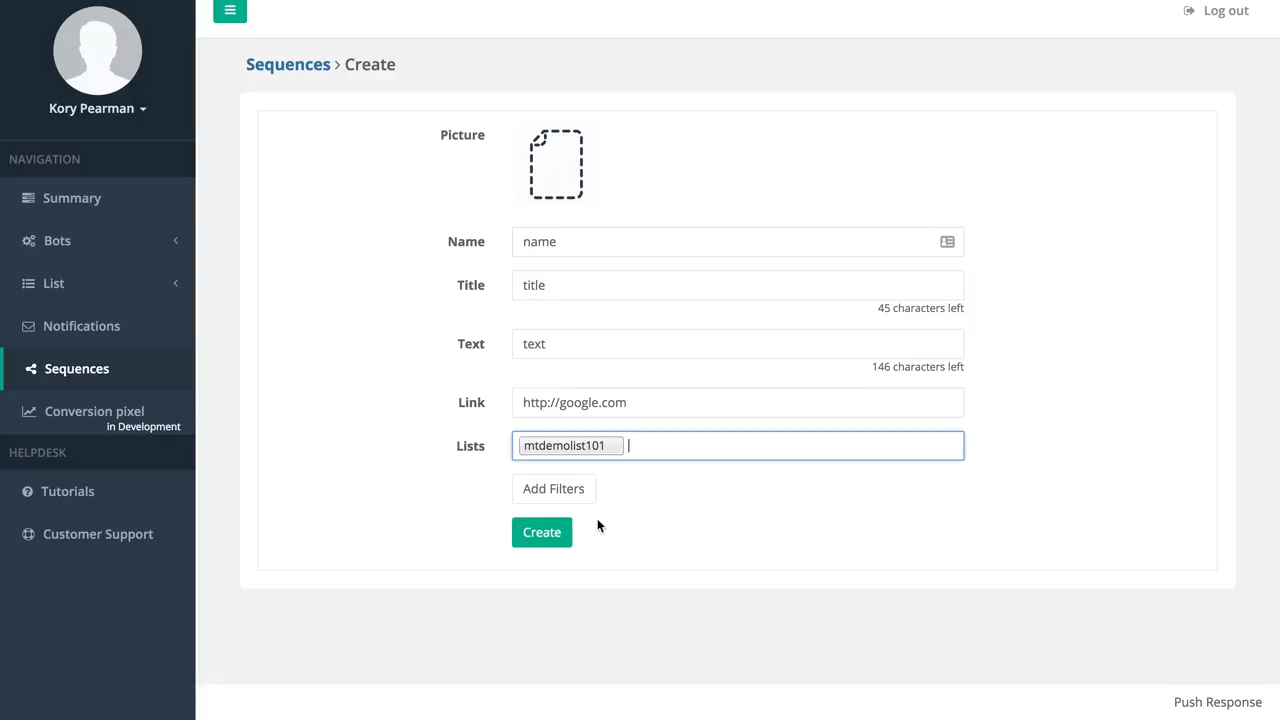 Log out
Kory Pearman
NAVIGATION
Summary
Bots
List
Notifications
Sequences
Conversion pixel
in Development
HELPDESK
Tutorials
Customer Support
Sequences > Create
Picture
Name
name
Title
title
45 characters left
Text
text
146 characters left
Link
http://google.com
Lists
mtdemolist101
Add Filters
Create
Push Response